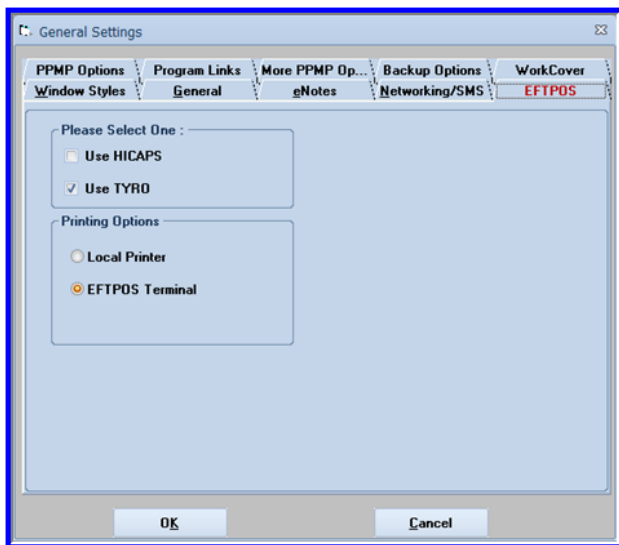 General Settings
PPMP Options Program Links More PPMP Op... Backup Options WorkCover
Window Styles General eNotes Networking/SMS EFTPOS
Please Select One :
Use HICAPS
Use TYRO
Printing Options
Local Printer
EFTPOS Terminal
OK Cancel